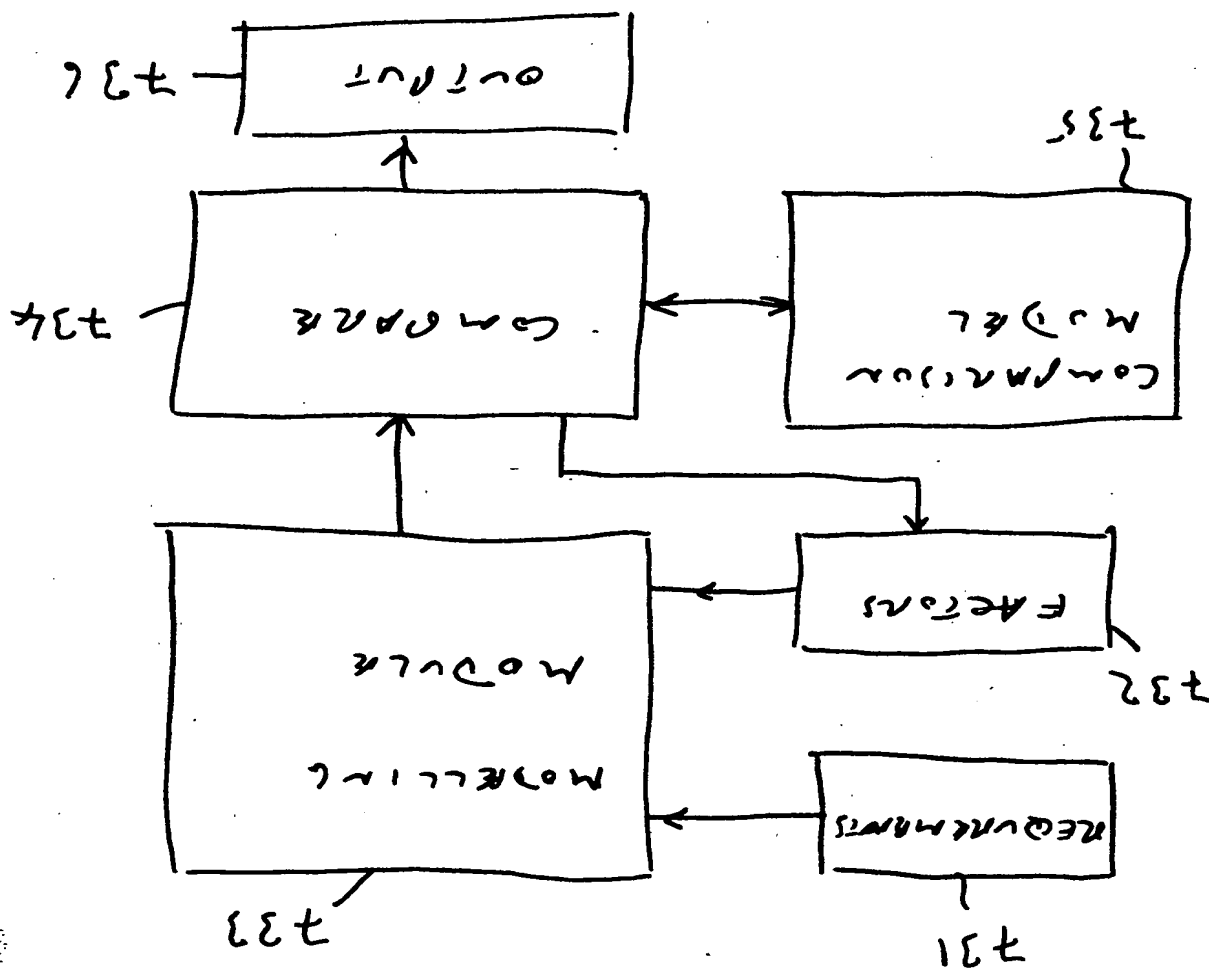 731
733
REQUIREMENTS
MODELLING
MODULE
732
FACTORS
COMPARISON
MODEL
COMPARE
734
735
OUTPUT
736